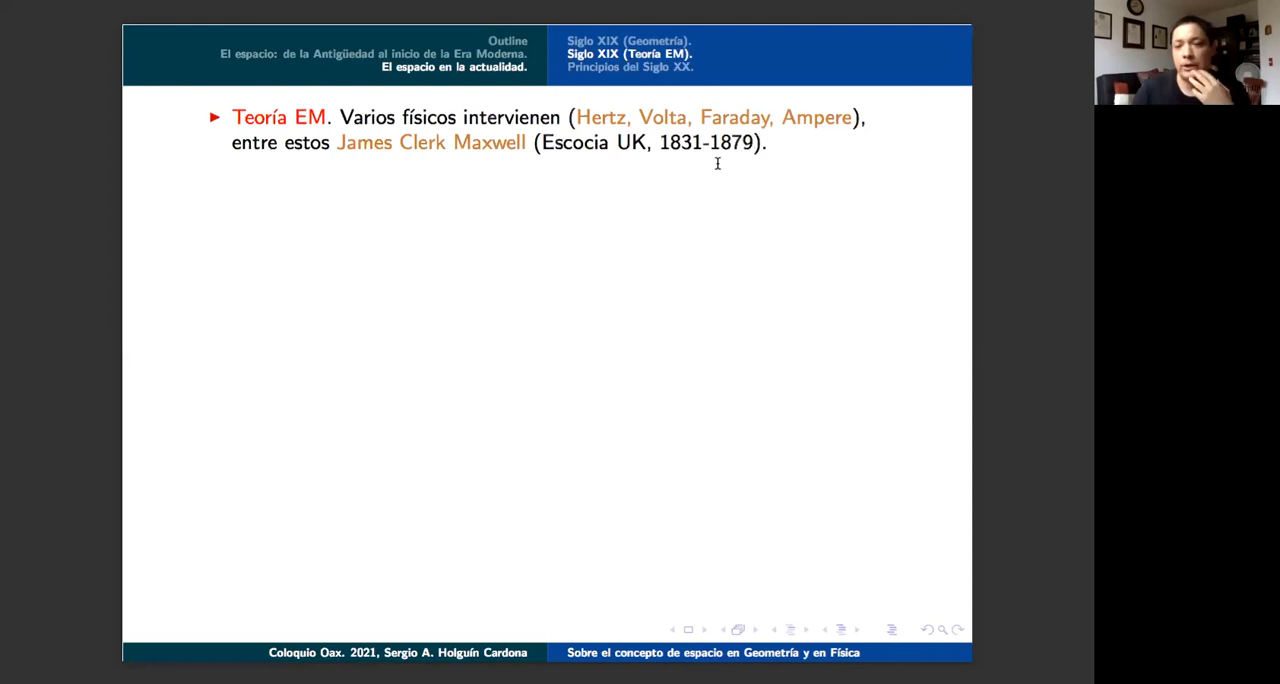 Outline
El espacio: de la Antigüedad al inicio de la Era Moderna.
El espacio en la actualidad.
Siglo XIX (Geometría).
Siglo XIX (Teoría EM).
Principios del Siglo XX.
Teoría EM. Varios físicos intervienen (Hertz, Volta, Faraday, Ampere),
entre estos James Clerk Maxwell (Escocia UK, 1831-1879).
Coloquio Oax. 2021, Sergio A. Holguín Cardona
Sobre el concepto de espacio en Geometría y en Física